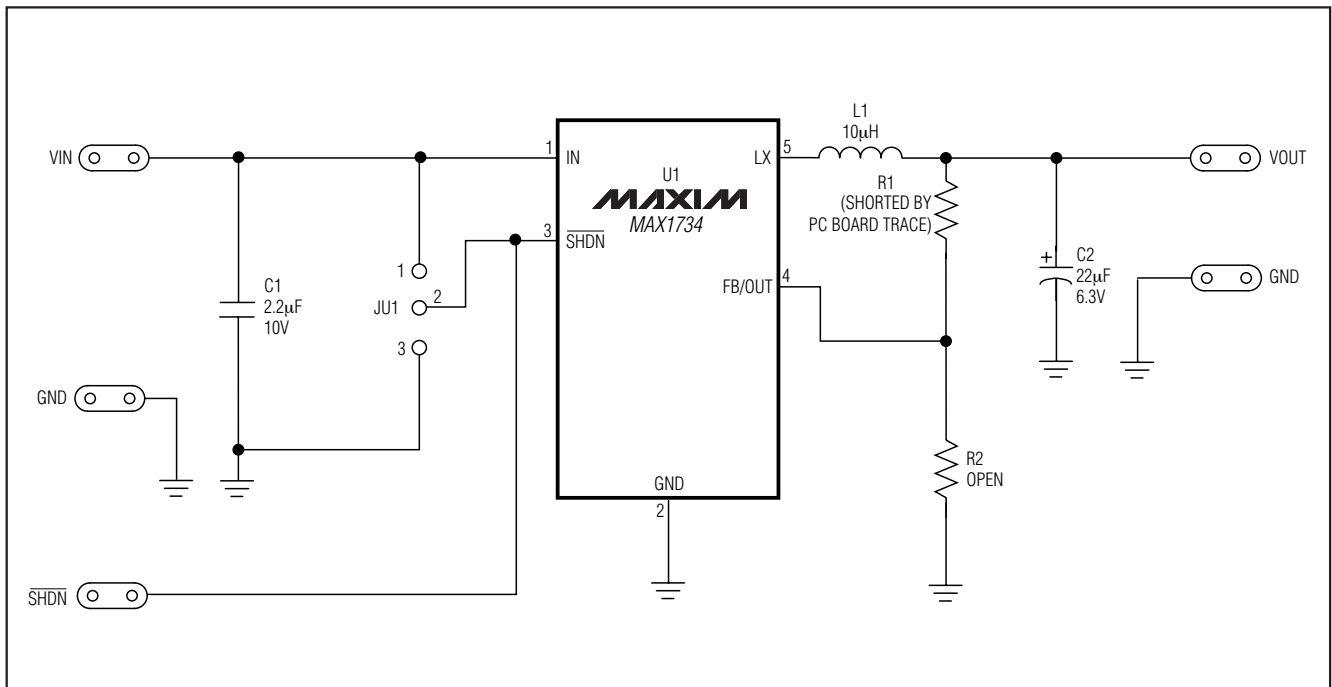 VIN
1
IN
U1
MAXIM
MAX1734
LX
5
L1
10µH
VOUT
R1
(SHORTED BY
PC BOARD TRACE)
3
SHDN
C1
2.2µF
10V
1
JU1
2
3
FB/OUT
4
+
C2
22µF
6.3V
GND
GND
R2
OPEN
GND
2
SHDN